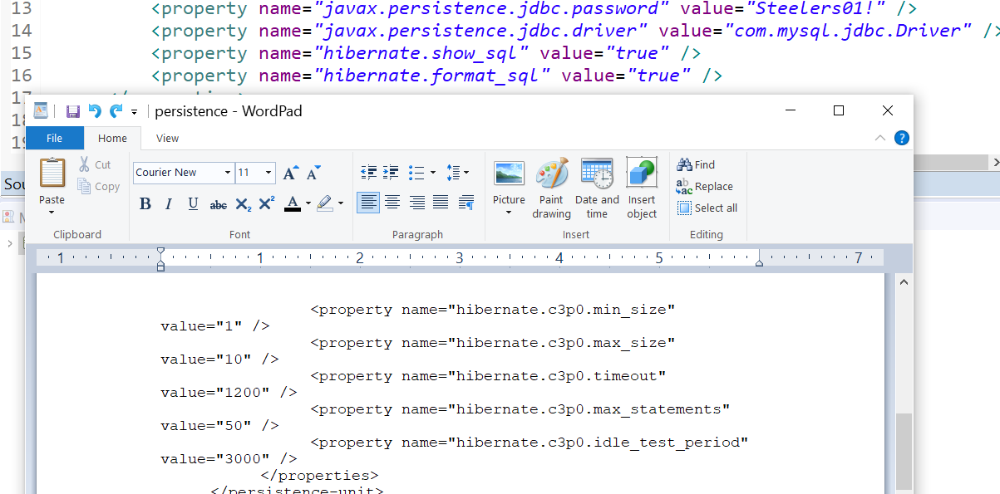 13 <property name="javax.persistence.jdbc.password" value="Steelers01!" />
14 <property name="javax.persistence.jdbc.driver" value="com.mysql.jdbc.Driver" />
15 <property name="hibernate.show_sql" value="true" />
16 <property name="hibernate.format_sql" value="true" />
17
persistence - WordPad
File Home View
Paste
Cut
Copy
Clipboard
Courier New 11
B I U abc X₂ X² A
Font
Paragraph
Picture
Paint drawing
Date and time
Insert object
Insert
Find
Replace
Select all
Editing
1 1 2 3 4 5 7
<property name="hibernate.c3p0.min_size"
value="1" />
<property name="hibernate.c3p0.max_size"
value="10" />
<property name="hibernate.c3p0.timeout"
value="1200" />
<property name="hibernate.c3p0.max_statements"
value="50" />
<property name="hibernate.c3p0.idle_test_period"
value="3000" />
</properties>
</persistence-unit>